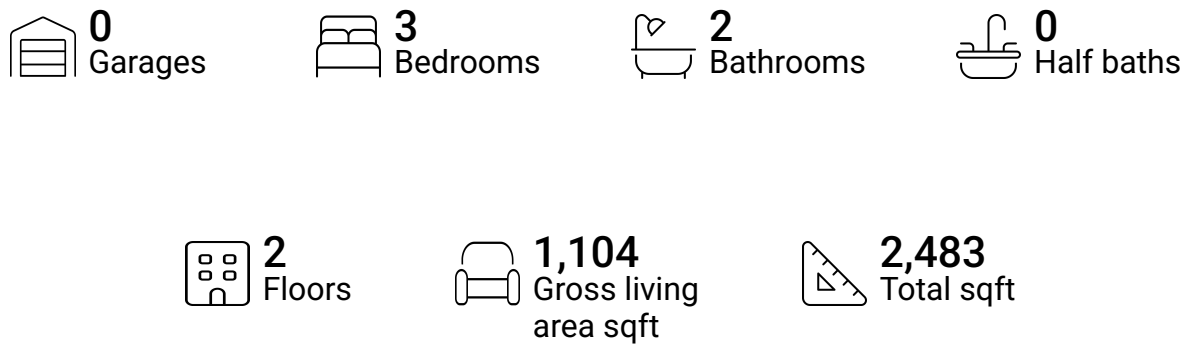 0
Garages
3
Bedrooms
2
Bathrooms
0
Half baths
2
Floors
1,104
Gross living
area sqft
2,483
Total sqft